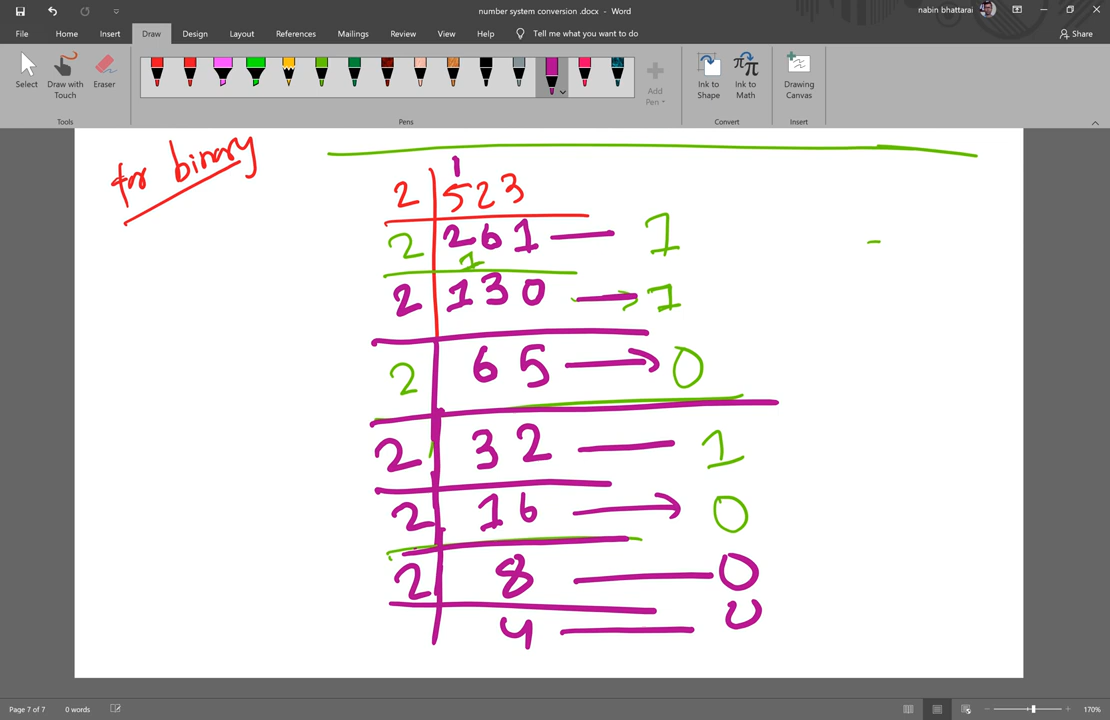 number system conversion .docx - Word
nabin bhattarai
File Home Insert Draw Design Layout References Mailings Review View Help Tell me what you want to do Share
Select Draw with Touch Eraser Add Pen Ink to Shape Ink to Math Drawing Canvas
Tools Pens Convert Insert
for binary
1
2 523
2 261 1
1
2 130 1
2 65 0
2 32 1
2 16 0
2 8 0
4 0
Page 7 of 7 0 words 170%